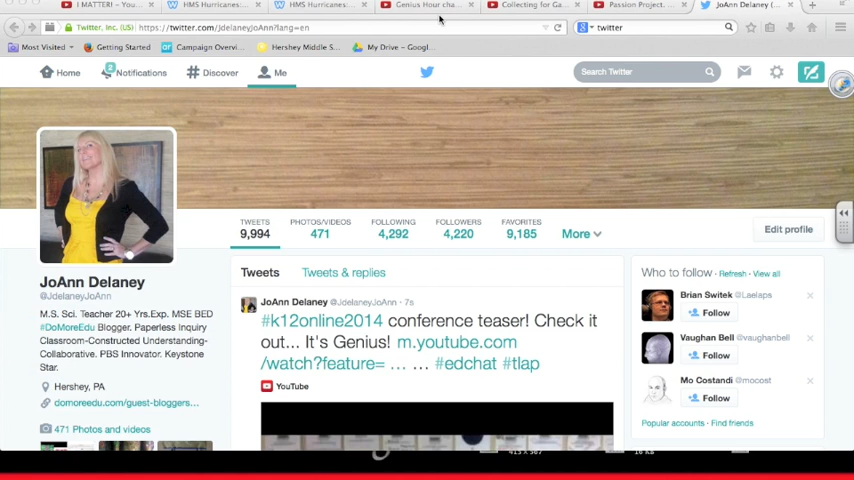 I MATTER! – You...
HMS Hurricanes:
HMS Hurricanes:
Genius Hour cha...
Collecting for Ga...
Passion Project. ...
JoAnn Delaney (...
Twitter, Inc. (US)
https://twitter.com/JdelaneyJoAnn?lang=en
twitter
Most Visited
Getting Started
Campaign Overvi...
Hershey Middle S...
My Drive – Googl...
Home
2
Notifications
Discover
Me
Search Twitter
TWEETS
9,994
PHOTOS/VIDEOS
471
FOLLOWING
4,292
FOLLOWERS
4,220
FAVORITES
9,185
More
Edit profile
JoAnn Delaney
@JdelaneyJoAnn
M.S. Sci. Teacher 20+ Yrs.Exp. MSE BED
#DoMoreEdu Blogger. Paperless Inquiry
Classroom-Constructed Understanding-
Collaborative. PBS Innovator. Keystone
Star.
Hershey, PA
domoreedu.com/guest-bloggers...
471 Photos and videos
Tweets
Tweets & replies
JoAnn Delaney @JdelaneyJoAnn · 7s
#k12online2014 conference teaser! Check it
out... It's Genius! m.youtube.com
/watch?feature= ... ... #edchat #tlap
YouTube
Who to follow · Refresh · View all
Brian Switek @Laelaps
Follow
Vaughan Bell @vaughanbell
Follow
Mo Costandi @mocost
Follow
Popular accounts · Find friends